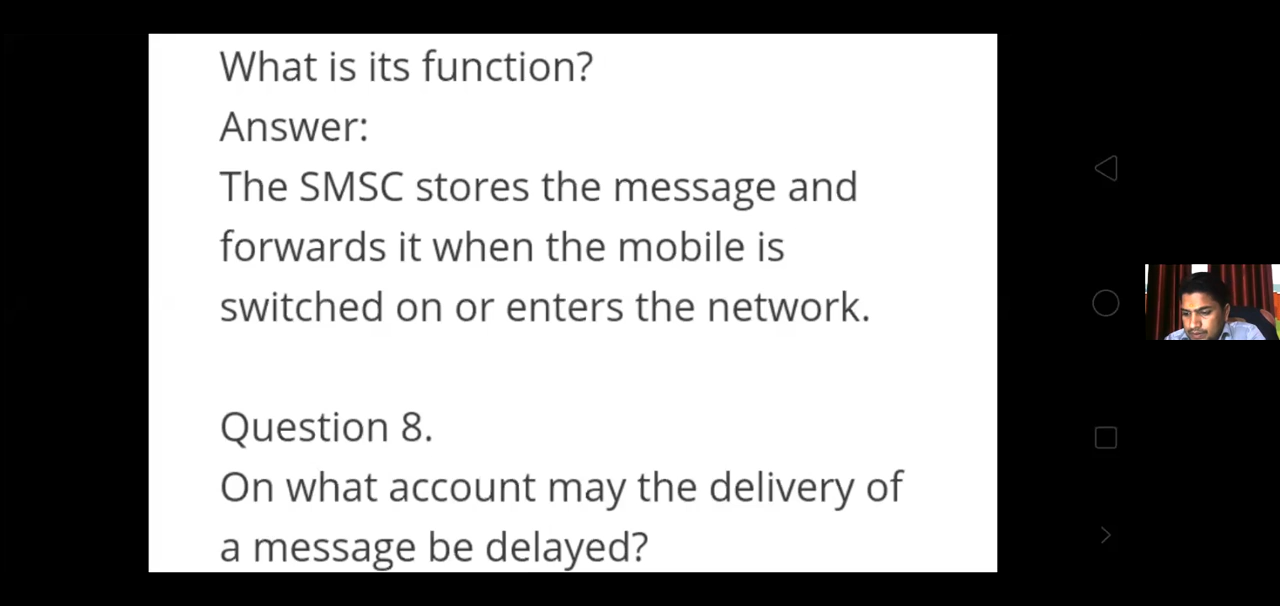 What is its function?
Answer:
The SMSC stores the message and
forwards it when the mobile is
switched on or enters the network.
Question 8.
On what account may the delivery of
a message be delayed?